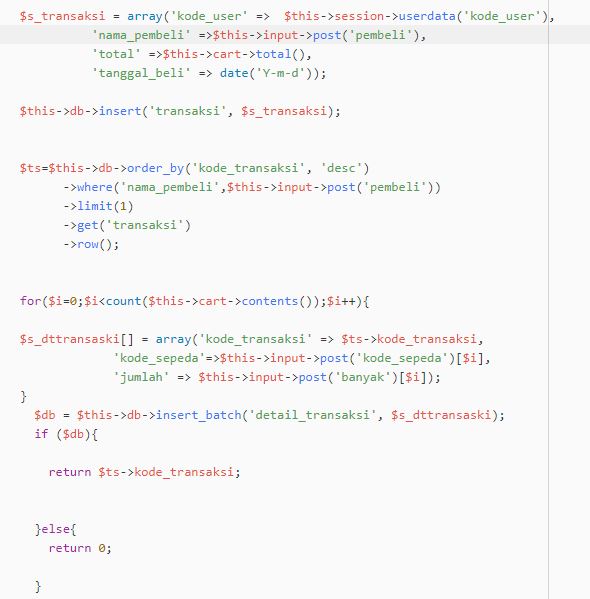 $s_transaksi = array('kode_user' =>  $this->session->userdata('kode_user'),
'nama_pembeli' =>$this->input->post('pembeli'),
'total' =>$this->cart->total(),
'tanggal_beli' => date('Y-m-d'));
$this->db->insert('transaksi', $s_transaksi);
$ts=$this->db->order_by('kode_transaksi', 'desc')
->where('nama_pembeli',$this->input->post('pembeli'))
->limit(1)
->get('transaksi')
->row();
for($i=0;$i<count($this->cart->contents());$i++){
$s_dttransaski[] = array('kode_transaksi' => $ts->kode_transaksi,
'kode_sepeda'=>$this->input->post('kode_sepeda')[$i],
'jumlah' => $this->input->post('banyak')[$i]);
}
$db = $this->db->insert_batch('detail_transaksi', $s_dttransaski);
if ($db){
return $ts->kode_transaksi;
}else{
return 0;
}